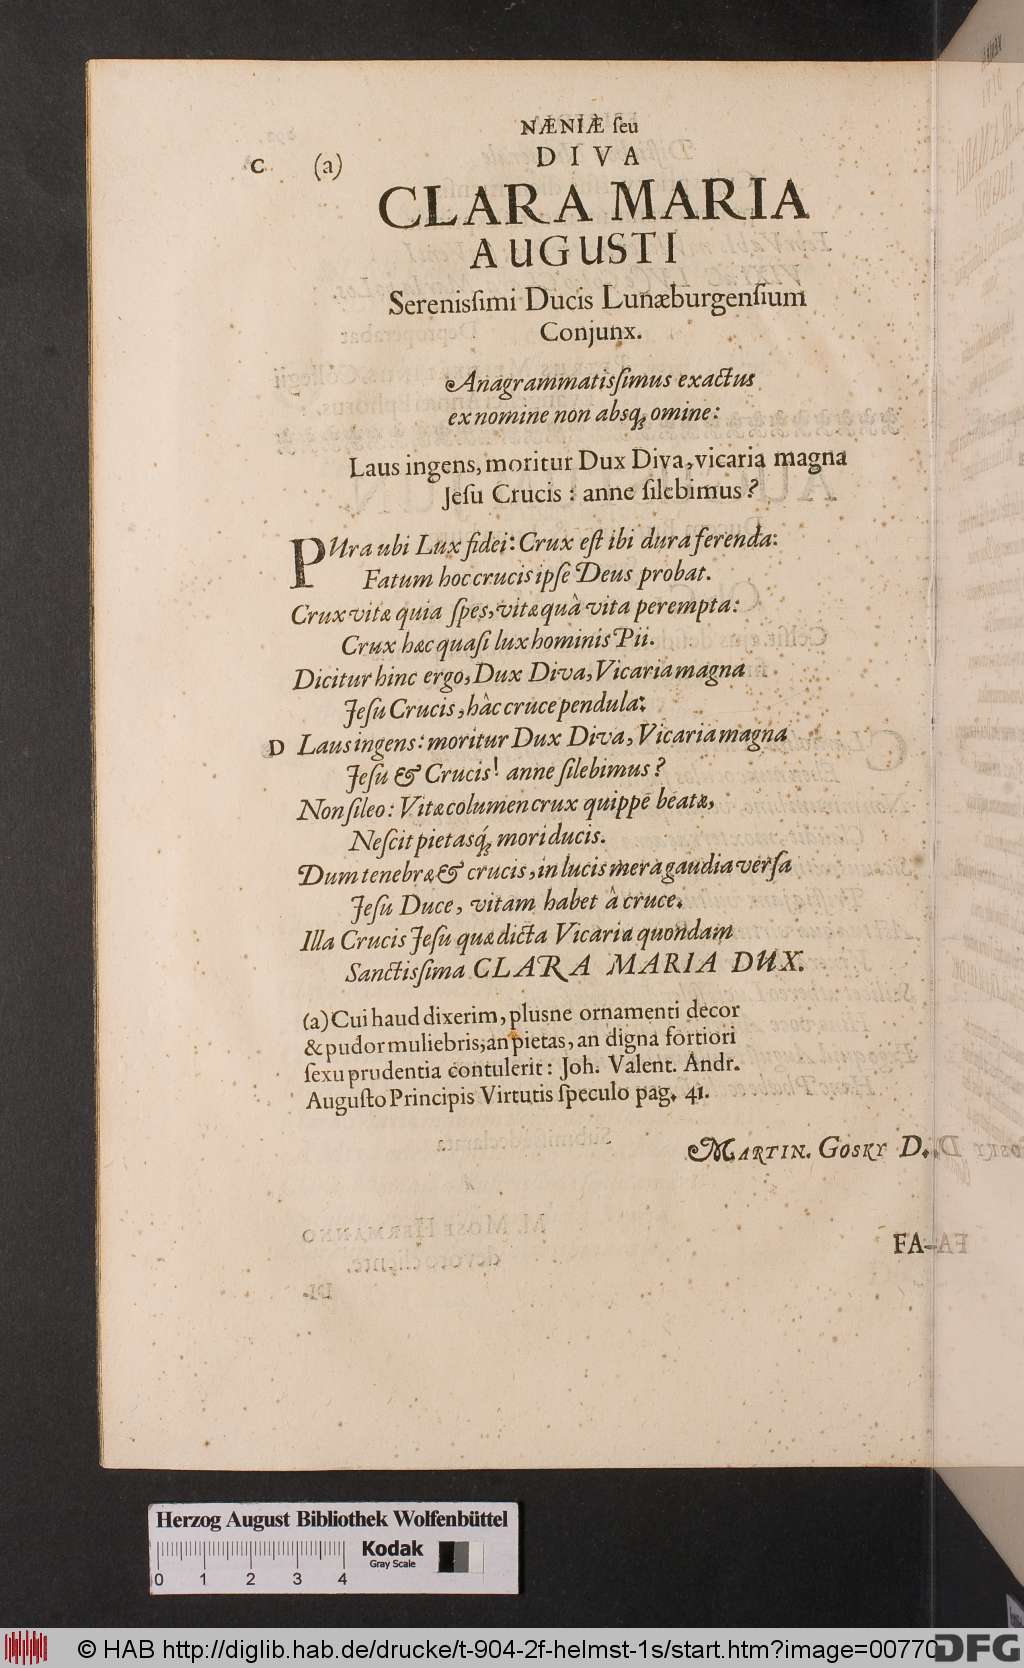 NÆNIÆ ſeu
DIVA
C (a)
CLARA MARIA
AUGUSTI
Sereniſſimi Ducis Lunæburgenſium
Conjunx.
Anagrammatiſſimus exactus
ex nomine non absq́; omine:
Laus ingens, moritur Dux Diva, vicaria magna
Jeſu Crucis: anne ſilebimus?
PUra ubi Lux fidei: Crux eſt ibi dura ferenda:
Fatum hoc crucis ipſe Deus probat.
Crux vitæ quia ſpes, vitæ quà vita perempta:
Crux hæc quaſi lux hominis Pii.
Dicitur hinc ergo, Dux Diva, Vicaria magna
Jeſu Crucis, hàc cruce pendula:
D Laus ingens: moritur Dux Diva, Vicaria magna
Jeſu & Crucis! anne ſilebimus?
Non ſileo: Vitæ columen crux quippe beatæ,
Neſcit pietasq́; mori ducis.
Dum tenebræ & crucis, in lucis mera gaudia verſa
Jeſu Duce, vitam habet à cruce.
Illa Crucis Jeſu quæ dicta Vicaria quondam
Sanctiſſima CLARA MARIA DUX.
(a) Cui haud dixerim, plusne ornamenti decor
& pudor muliebris, an pietas, an digna fortiori
ſexu prudentia contulerit: Joh. Valent. Andr.
Auguſto Principis Virtutis ſpeculo pag. 41.
MARTIN. GOSKY D.
FA-
Herzog August Bibliothek Wolfenbüttel
Kodak
Gray Scale
0 1 2 3 4
© HAB http://diglib.hab.de/drucke/t-904-2f-helmst-1s/start.htm?image=00770
DFG